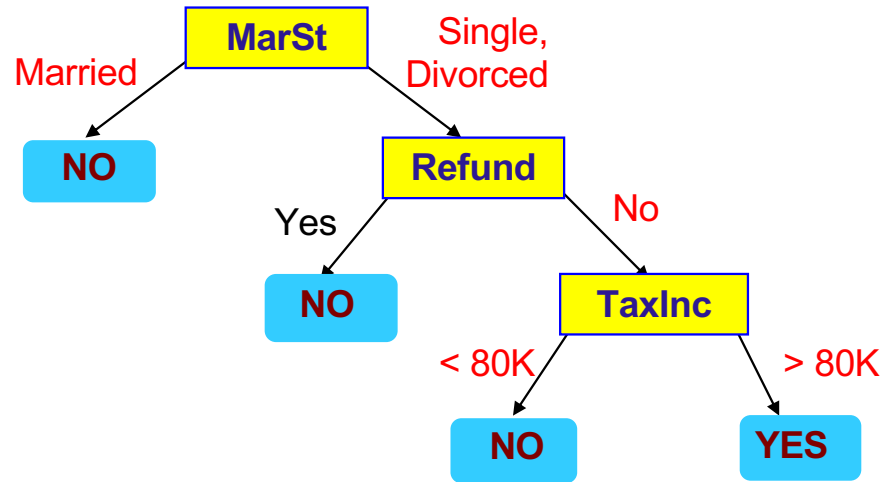 MarSt
Single,
Married
Divorced
NO
Refund
Yes
No
NO
TaxInc
< 80K
> 80K
NO
YES